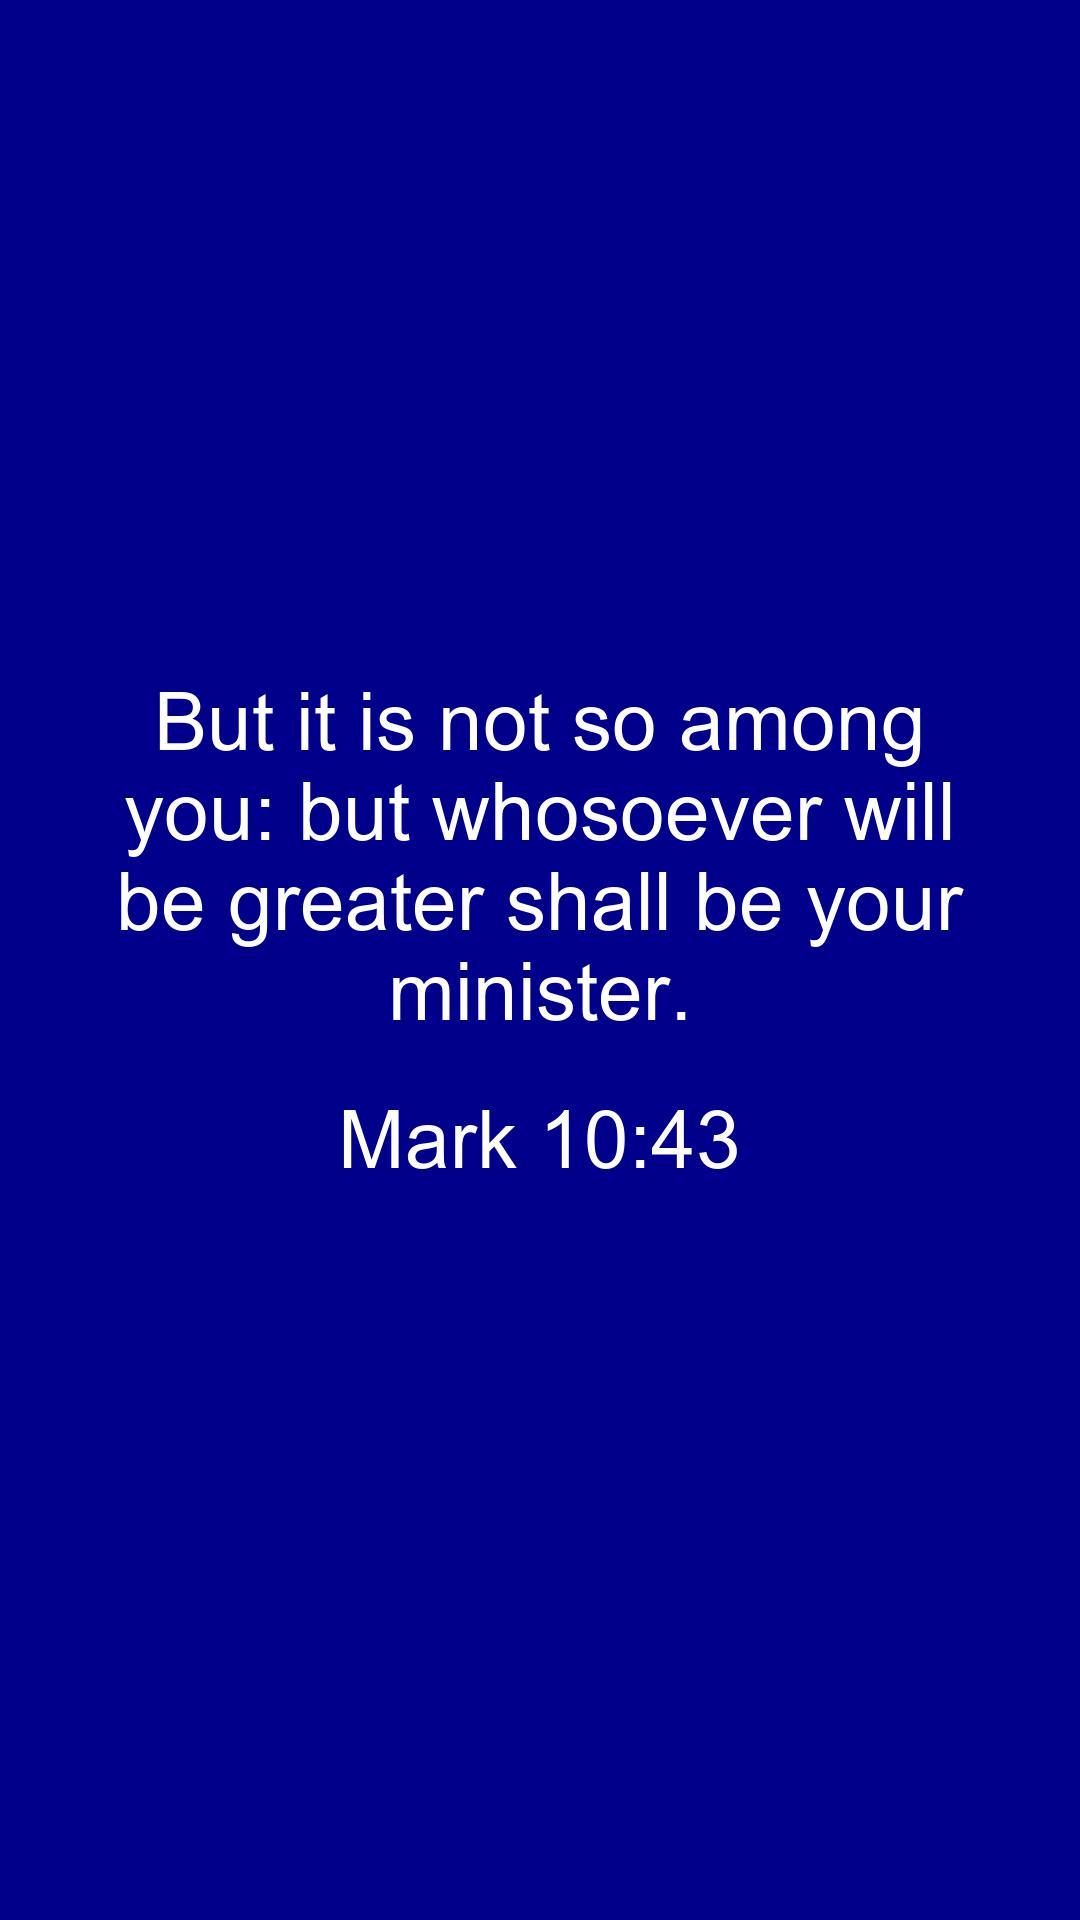 But it is not so among
you: but whosoever will
be greater shall be your
minister.
Mark 10:43